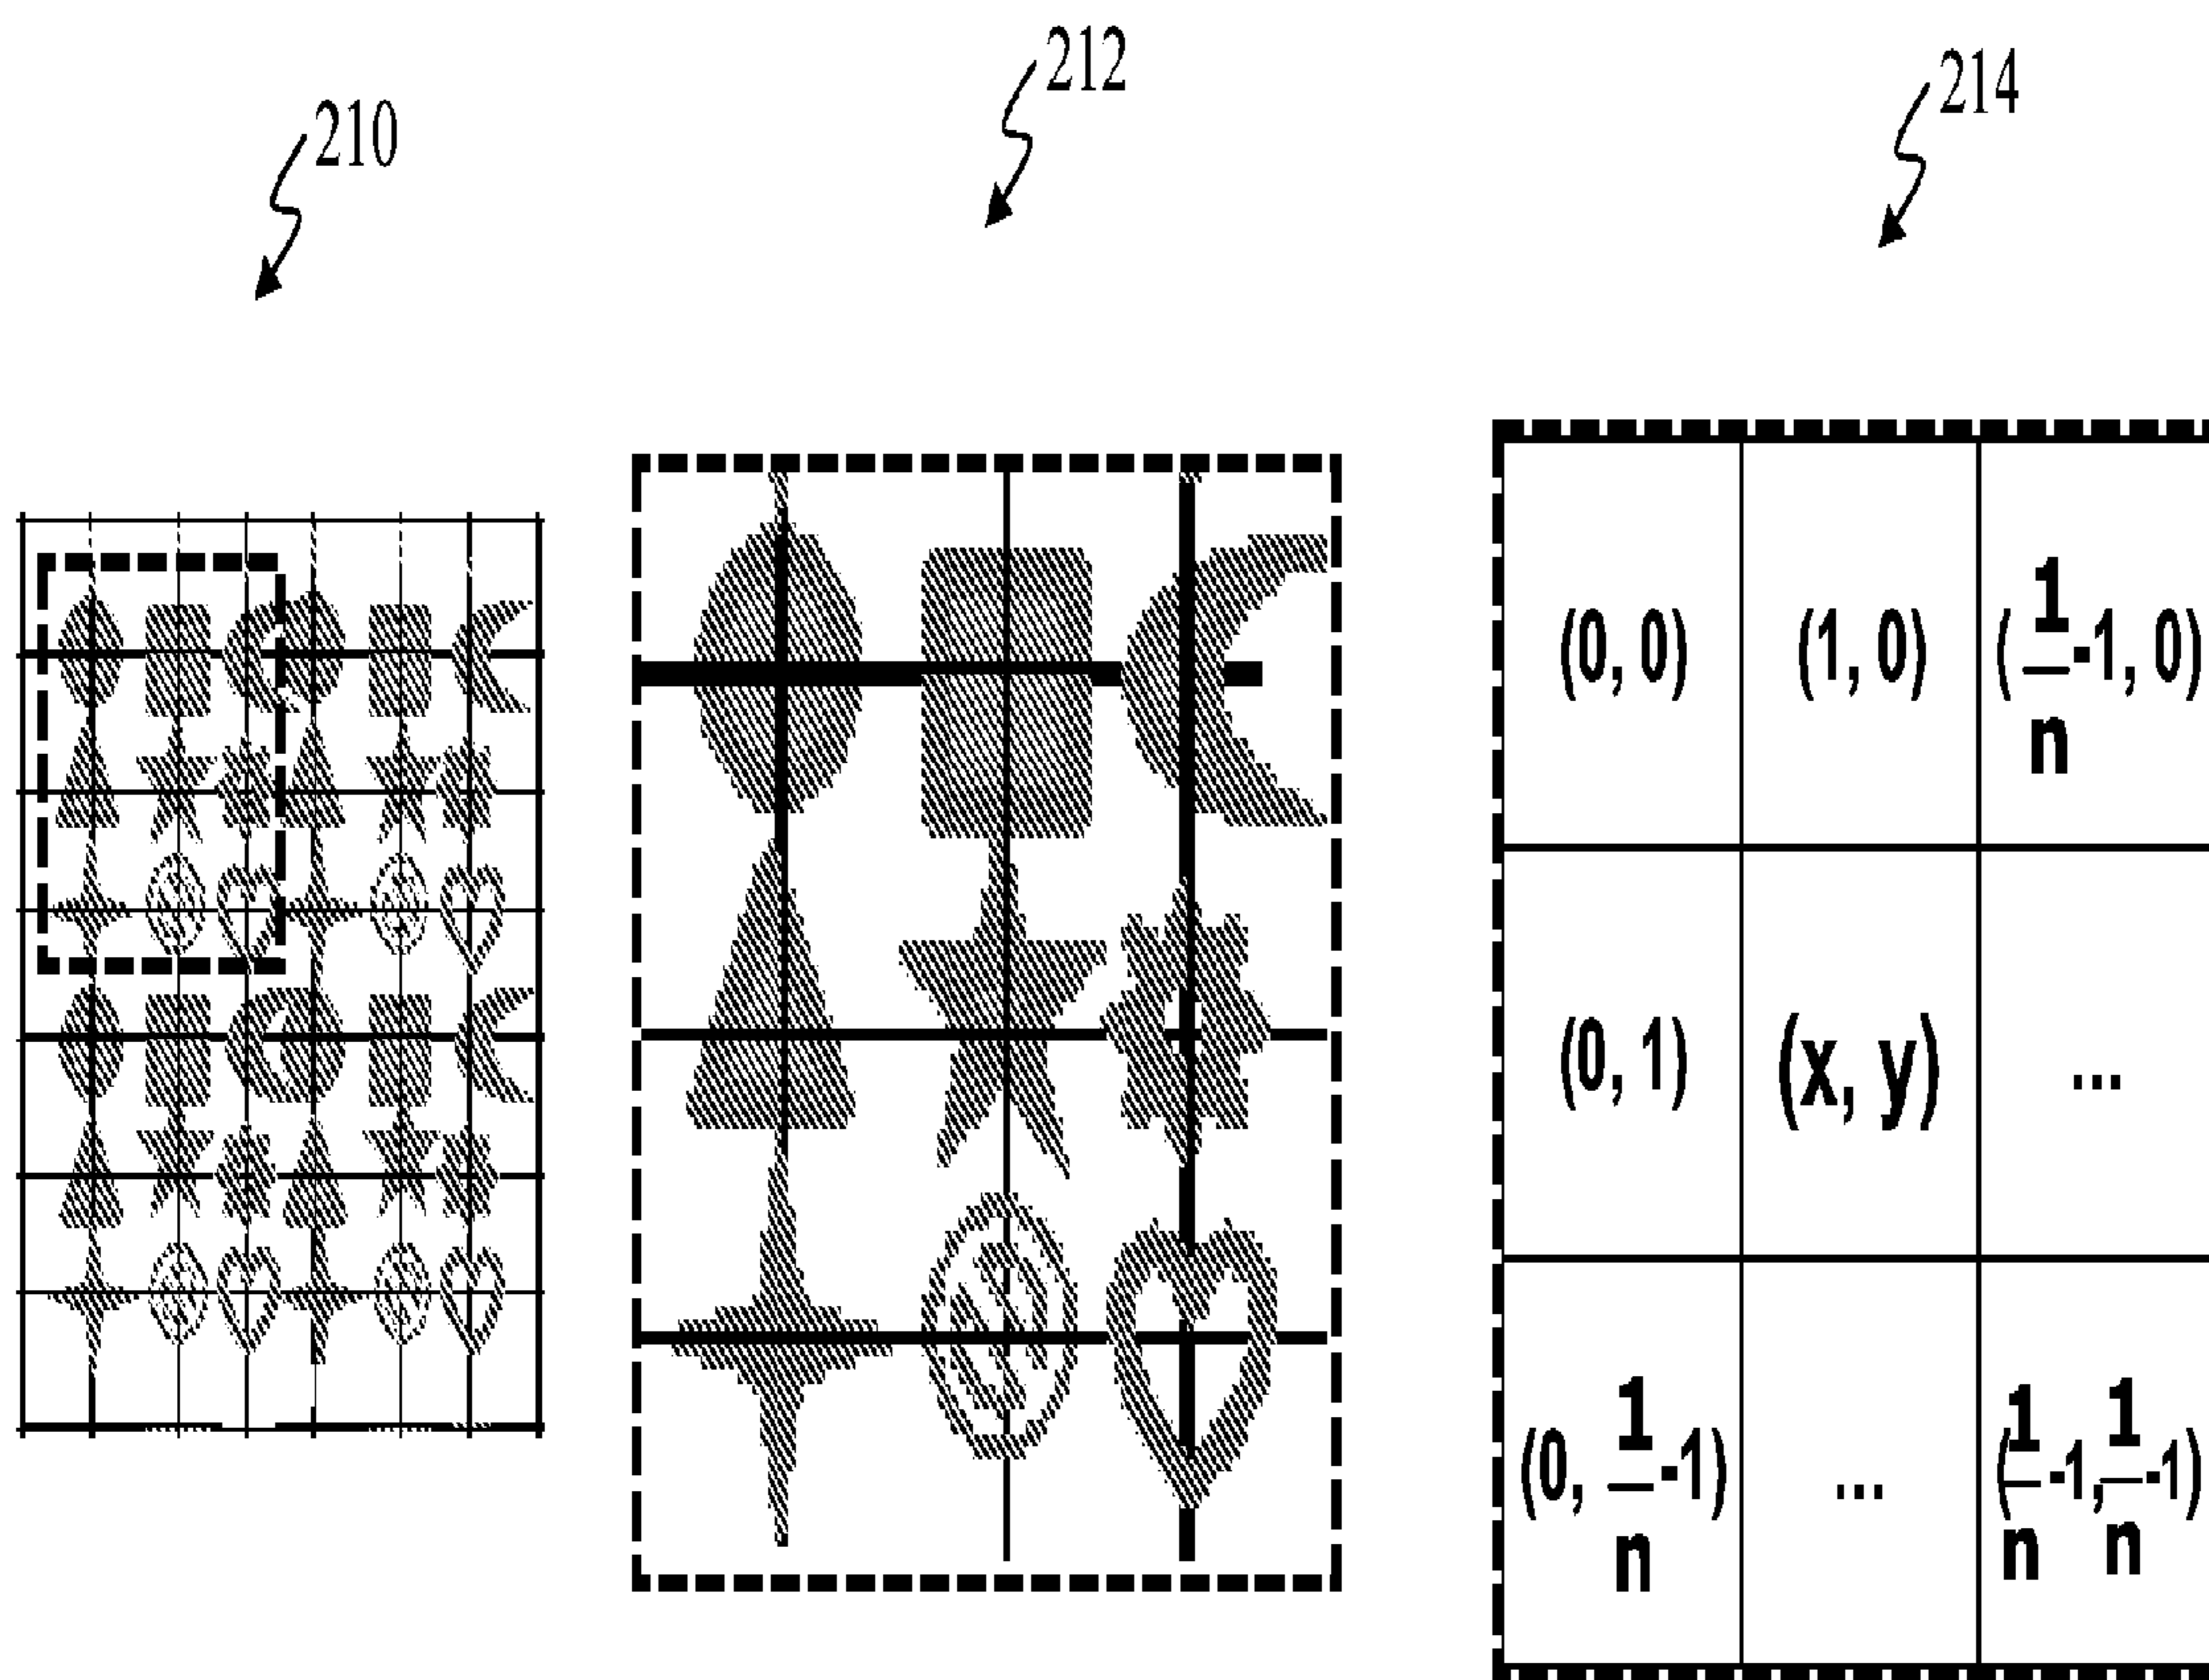 210
212
214
(0, 0)
(1, 0)
(1/n-1, 0)
(0, 1)
(x, y)
...
(0, 1/n-1)
...
(1/n-1, 1/n-1)